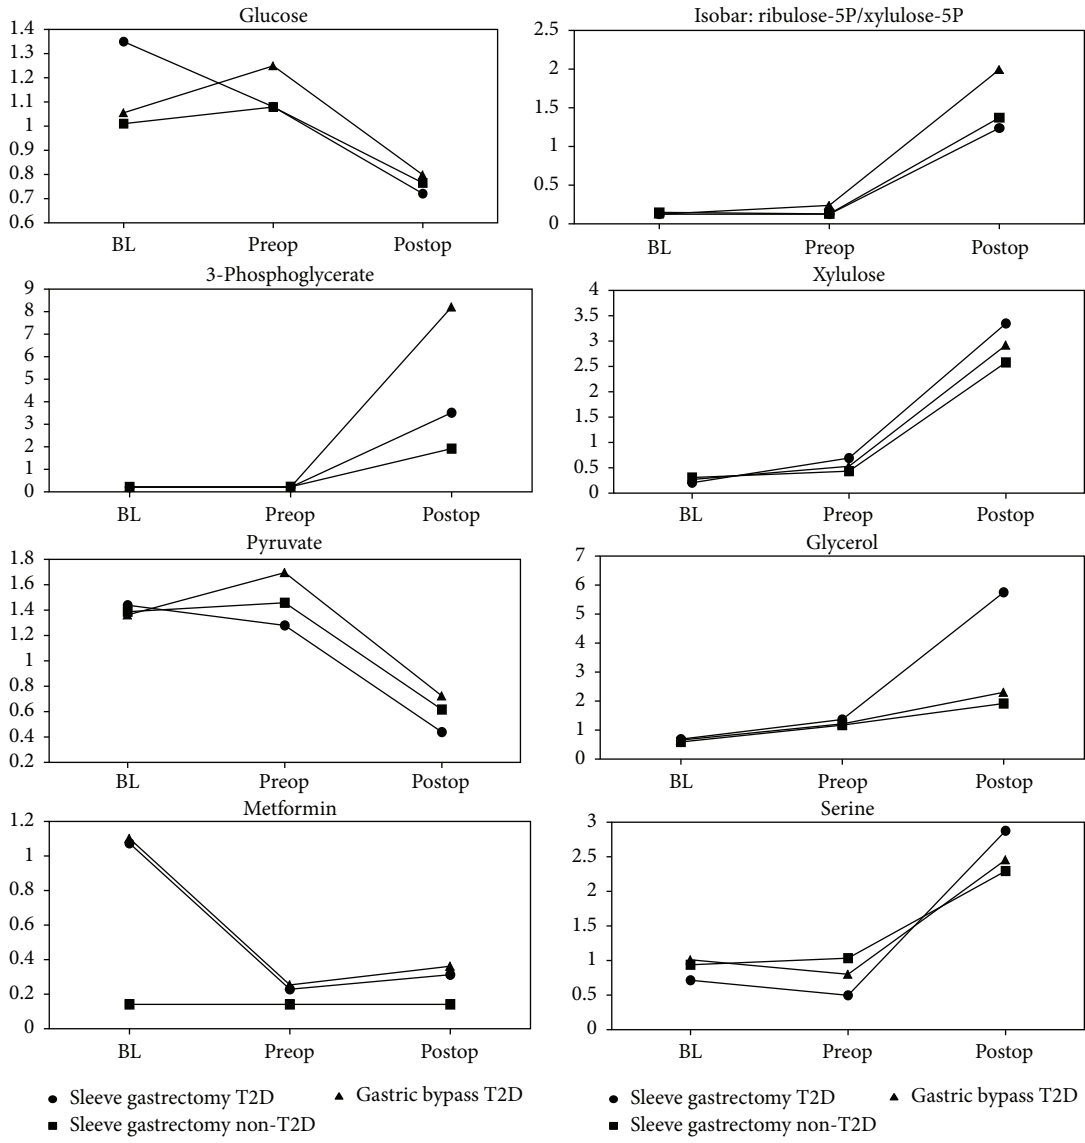 Glucose
1.4
1.3
1.2
1.1
1
0.9
0.8
0.7
0.6
BL Preop Postop
Isobar: ribulose-5P/xylulose-5P
2.5
2
1.5
1
0.5
0
BL Preop Postop
3-Phosphoglycerate
9
8
7
6
5
4
3
2
1
0
BL Preop Postop
Xylulose
4
3.5
3
2.5
2
1.5
1
0.5
0
BL Preop Postop
Pyruvate
1.8
1.6
1.4
1.2
1
0.8
0.6
0.4
0.2
BL Preop Postop
Glycerol
7
6
5
4
3
2
1
0
BL Preop Postop
Metformin
1.2
1
0.8
0.6
0.4
0.2
0
BL Preop Postop
Serine
3
2.5
2
1.5
1
0.5
0
BL Preop Postop
Sleeve gastrectomy T2D
Sleeve gastrectomy non-T2D
Gastric bypass T2D
Sleeve gastrectomy T2D
Sleeve gastrectomy non-T2D
Gastric bypass T2D